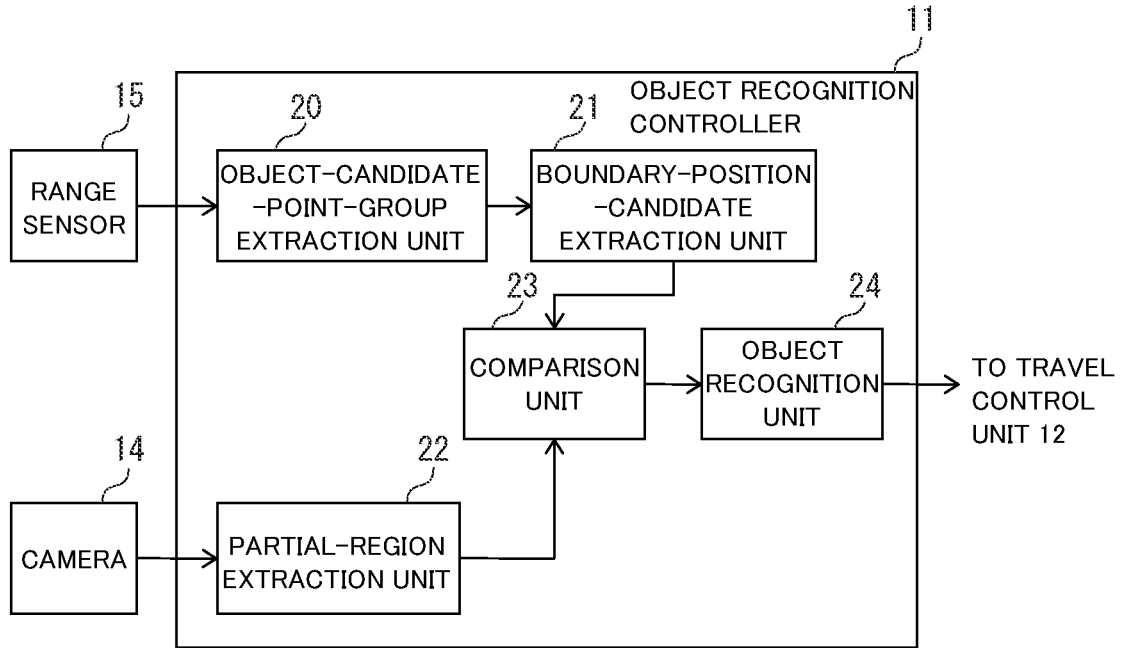 11
OBJECT RECOGNITION
CONTROLLER
15
20
21
RANGE
SENSOR
OBJECT-CANDIDATE
-POINT-GROUP
EXTRACTION UNIT
BOUNDARY-POSITION
-CANDIDATE
EXTRACTION UNIT
23
24
COMPARISON
UNIT
OBJECT
RECOGNITION
UNIT
TO TRAVEL
CONTROL
UNIT 12
14
22
CAMERA
PARTIAL-REGION
EXTRACTION UNIT